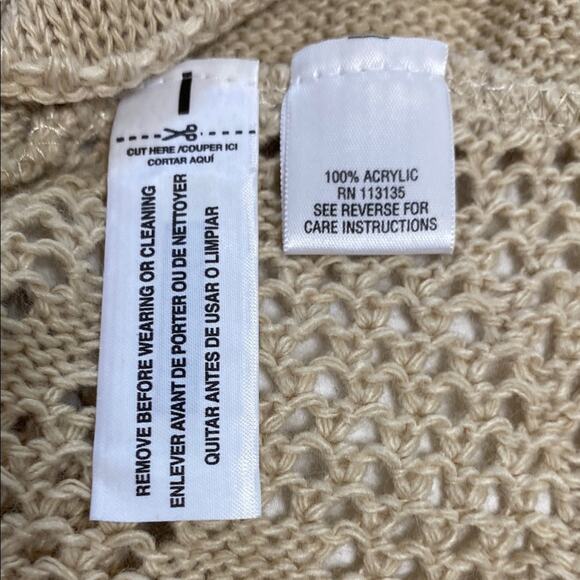 CUT HERE /COUPER ICI
CORTAR AQUÍ
REMOVE BEFORE WEARING OR CLEANING
ENLEVER AVANT DE PORTER OU DE NETTOYER
QUITAR ANTES DE USAR O LIMPIAR
100% ACRYLIC
RN 113135
SEE REVERSE FOR
CARE INSTRUCTIONS